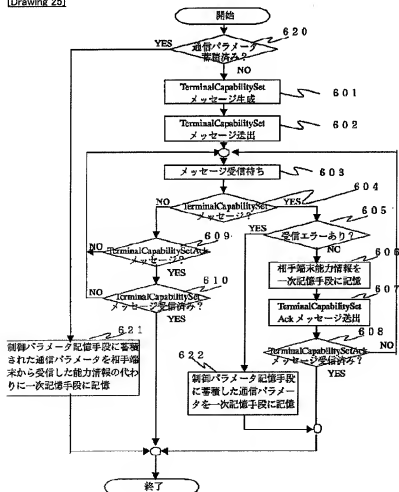 [Drawing 25]
開始
620
YES
通信パラメータ
蓄積済み?
NO
TerminalCapabilitySet
メッセージ生成
601
TerminalCapabilitySet
メッセージ送出
602
メッセージ受信待ち
603
604
NO
TerminalCapabilitySet
メッセージ?
YES
605
609
NO
TerminalCapabilitySetAck
メッセージ?
YES
YES
受信エラーあり?
NO
606
相手端末能力情報を
一次記憶手段に記憶
610
NO
TerminalCapabilitySet
メッセージ受信済み?
YES
607
TerminalCapabilitySet
Ack メッセージ送出
608
TerminalCapabilitySetAck
メッセージ受信済み?
NO
YES
621
制御パラメータ記憶手段に蓄積
された通信パラメータを相手端
末から受信した能力情報の代わ
りに一次記憶手段に記憶
622
制御パラメータ記憶手段
に蓄積した通信パラメー
タを一次記憶手段に記憶
終了